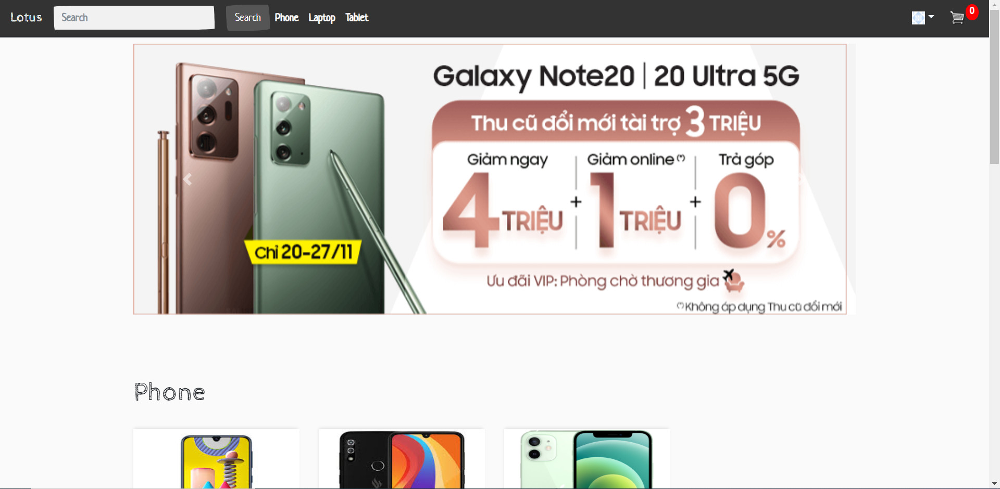 Lotus
Search
Search
Phone
Laptop
Tablet
0
Galaxy Note20 | 20 Ultra 5G
Thu cũ đổi mới tài trợ 3 TRIỆU
Giảm ngay
Giảm online (*)
Trả góp
4 TRIỆU + 1 TRIỆU + 0%
Chỉ 20-27/11
Ưu đãi VIP: Phòng chờ thương gia
(*) Không áp dụng Thu cũ đổi mới
Phone